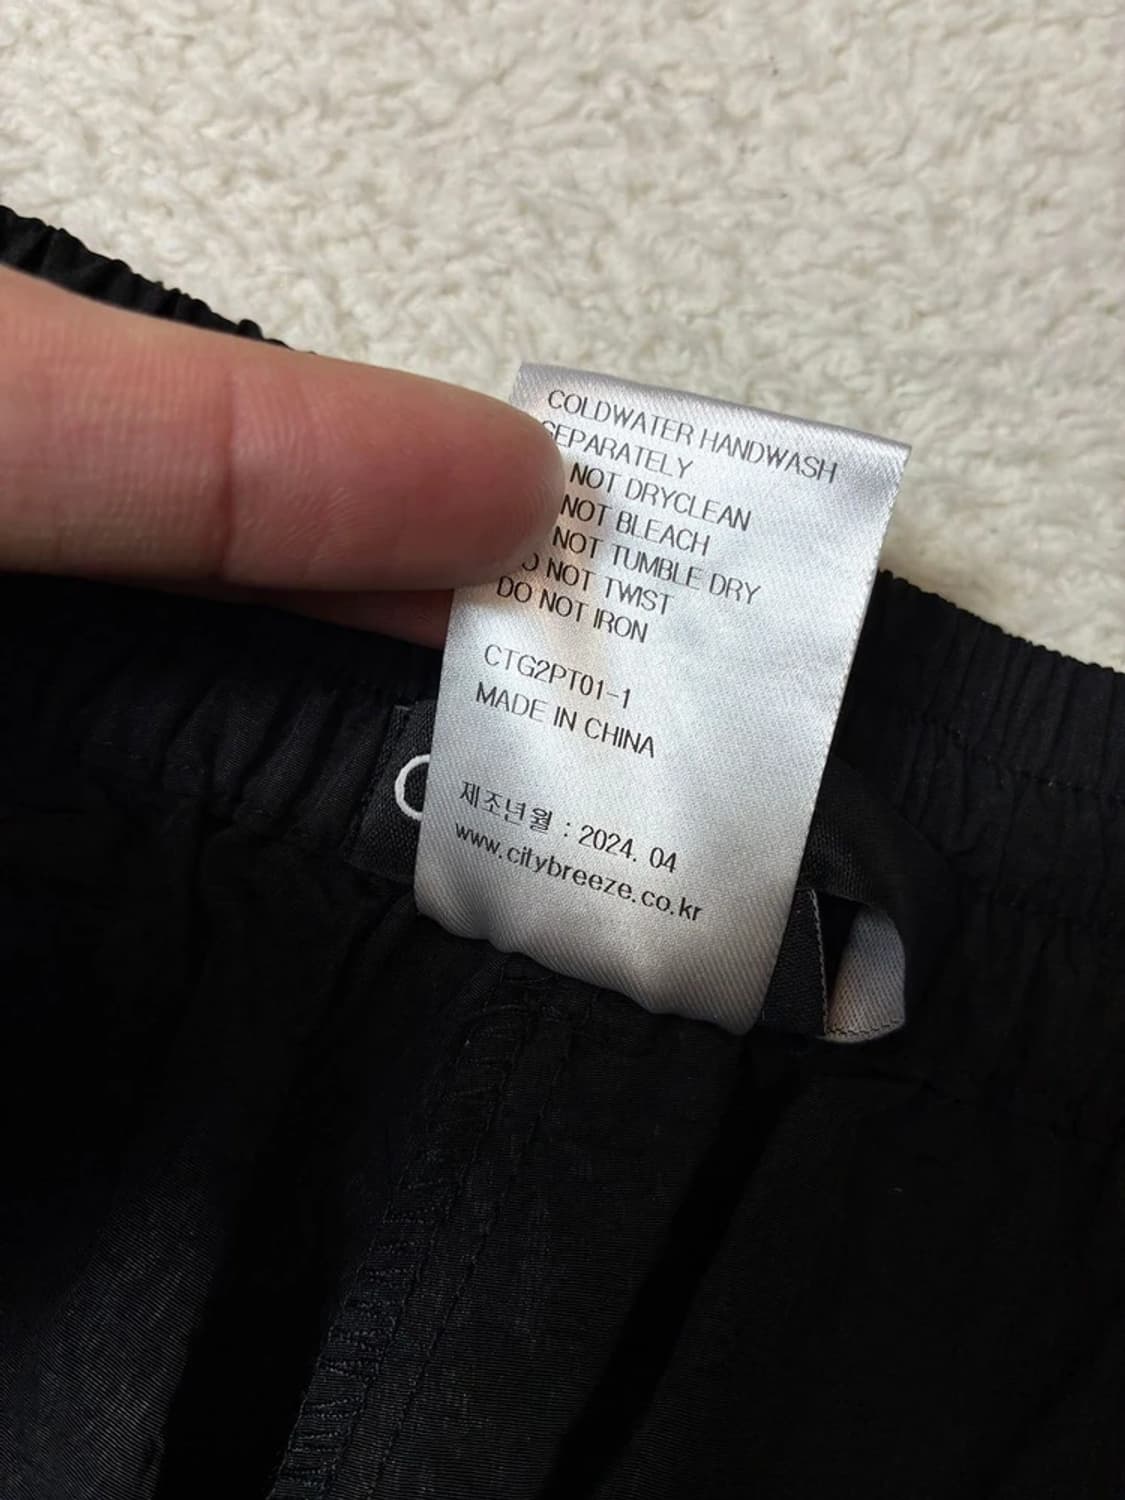 COLDWATER HANDWASH
SEPARATELY
NOT DRYCLEAN
NOT BLEACH
NOT TUMBLE DRY
DO NOT TWIST
DO NOT IRON
CTG2PT01-1
MADE IN CHINA
제조년월 : 2024. 04
www.citybreeze.co.kr